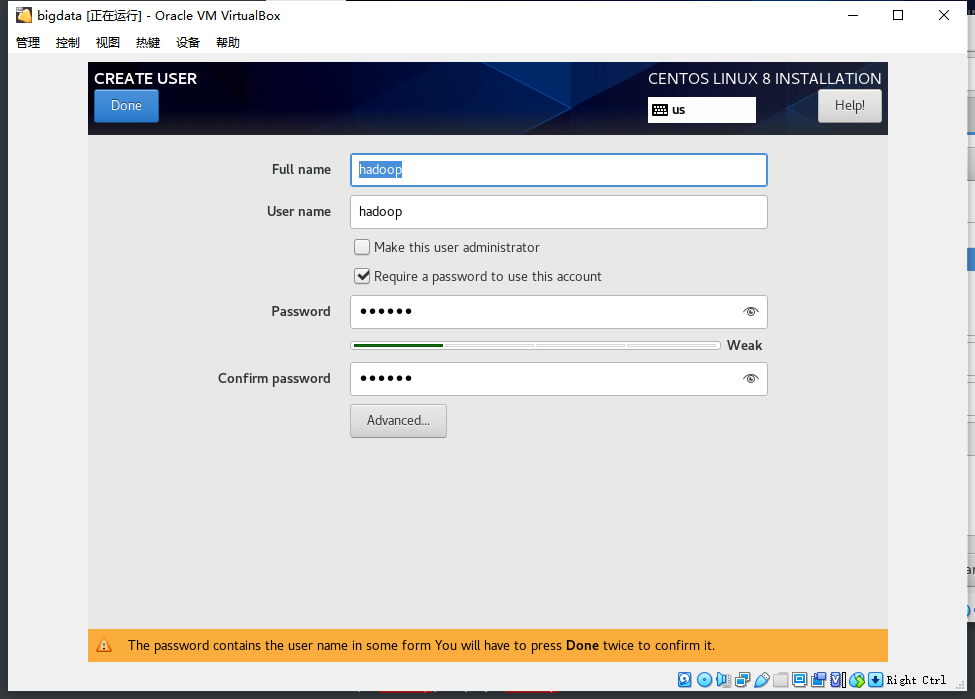 bigdata [正在运行] - Oracle VM VirtualBox
管理 控制 视图 热键 设备 帮助
CREATE USER
CENTOS LINUX 8 INSTALLATION
Done
us
Help!
Full name
hadoop
User name
hadoop
Make this user administrator
Require a password to use this account
Password
••••••
Weak
Confirm password
••••••
Advanced...
The password contains the user name in some form You will have to press Done twice to confirm it.
Right Ctrl